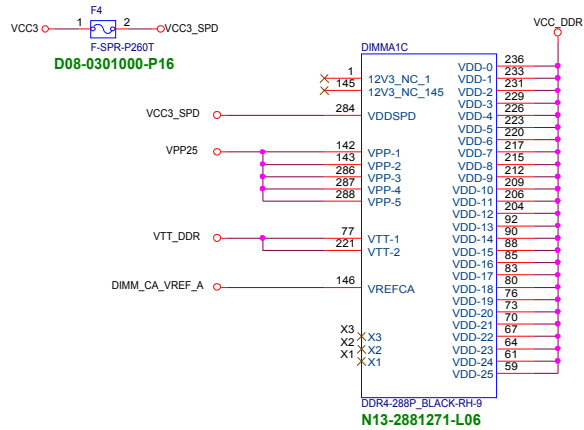 F4
VCC3 1 2 VCC3_SPD
F-SPR-P260T
D08-0301000-P16
VCC_DDR
DIMMA1C
1 12V3_NC_1
145 12V3_NC_145
VCC3_SPD 284 VDDSPD
VPP25 142 VPP-1
143 VPP-2
286 VPP-3
287 VPP-4
288 VPP-5
VTT_DDR 77 VTT-1
221 VTT-2
DIMM_CA_VREF_A 146 VREFCA
X3 X3
X2 X2
X1 X1
VDD-0 236
VDD-1 233
VDD-2 231
VDD-3 229
VDD-4 226
VDD-5 223
VDD-6 220
VDD-7 217
VDD-8 215
VDD-9 212
VDD-10 209
VDD-11 206
VDD-12 204
VDD-13 92
VDD-14 90
VDD-15 88
VDD-16 85
VDD-17 83
VDD-18 80
VDD-19 76
VDD-20 73
VDD-21 70
VDD-22 67
VDD-23 64
VDD-24 61
VDD-25 59
DDR4-288P_BLACK-RH-9
N13-2881271-L06